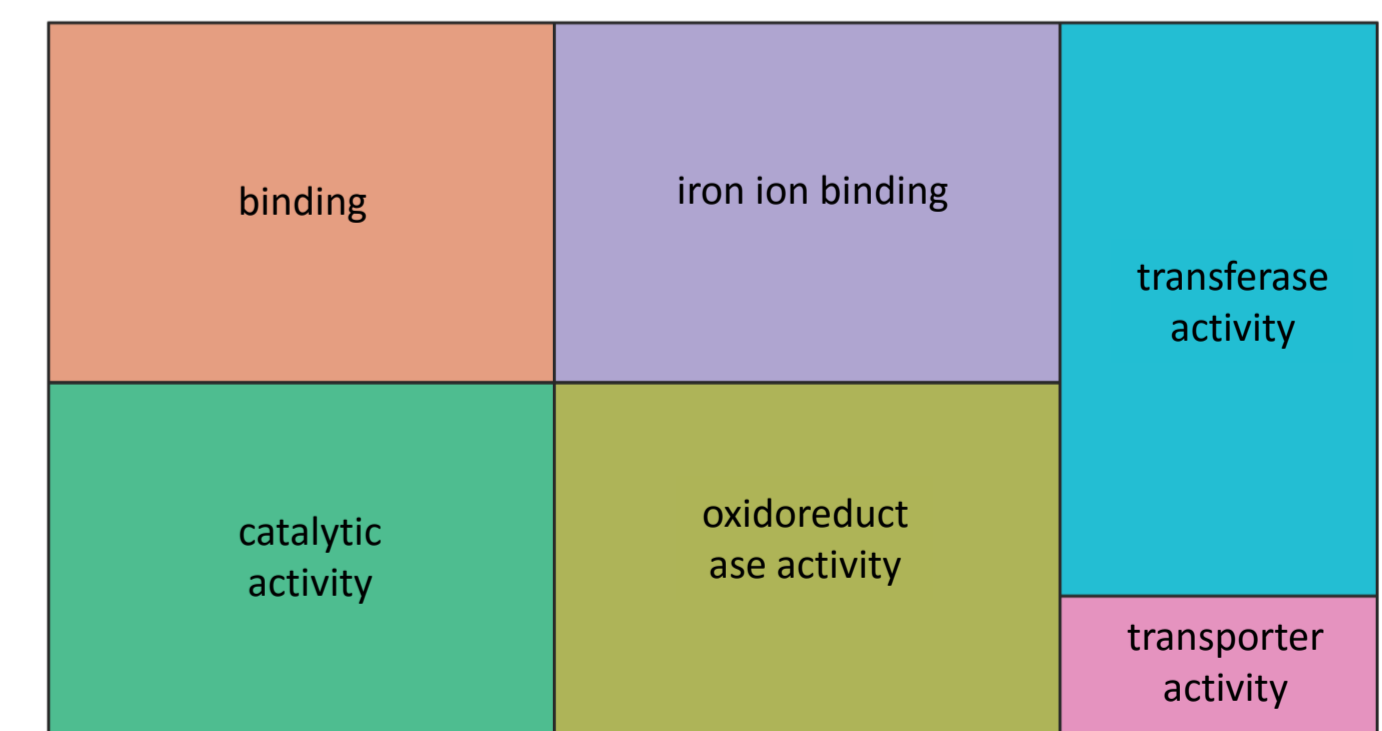 binding
iron ion binding
transferase
activity
catalytic
activity
oxidoreduct
ase activity
transporter
activity